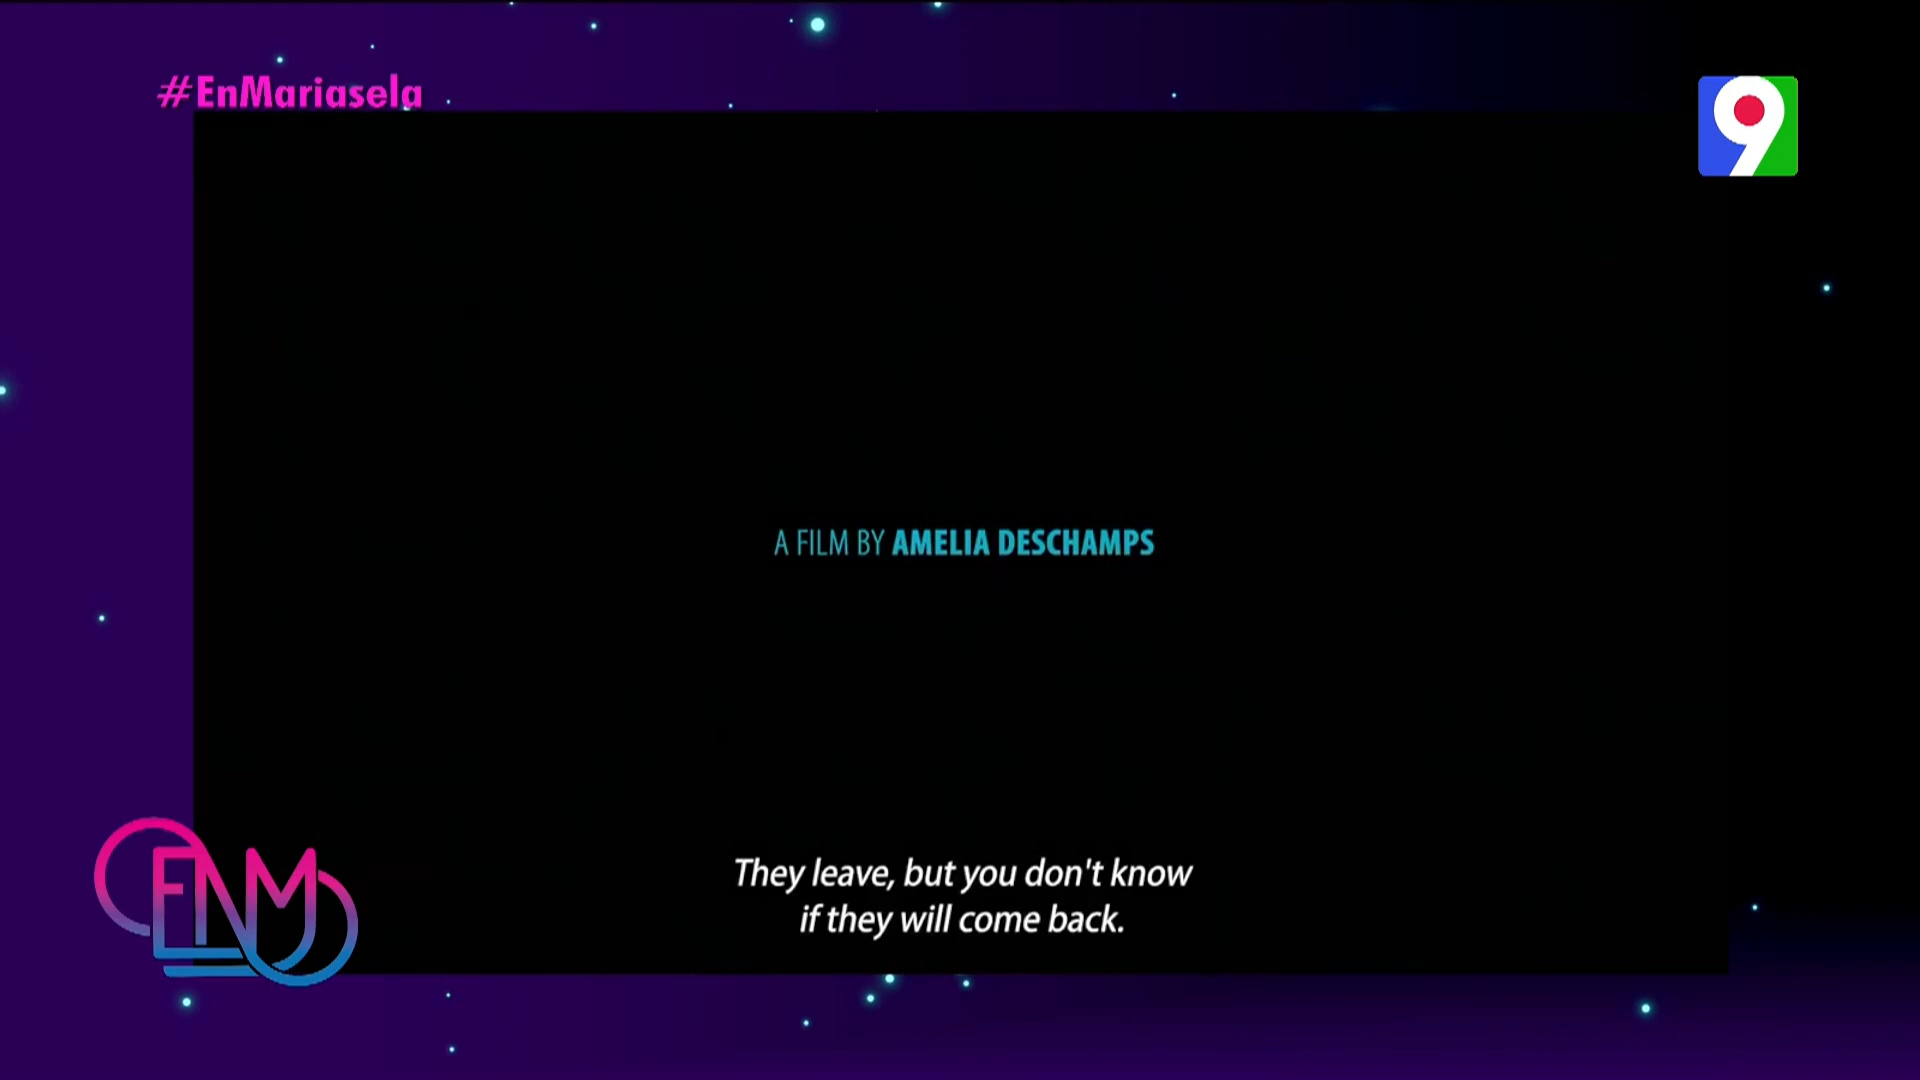 #EnMariasela
9
A FILM BY AMELIA DESCHAMPS
They leave, but you don't know
if they will come back.
ENM